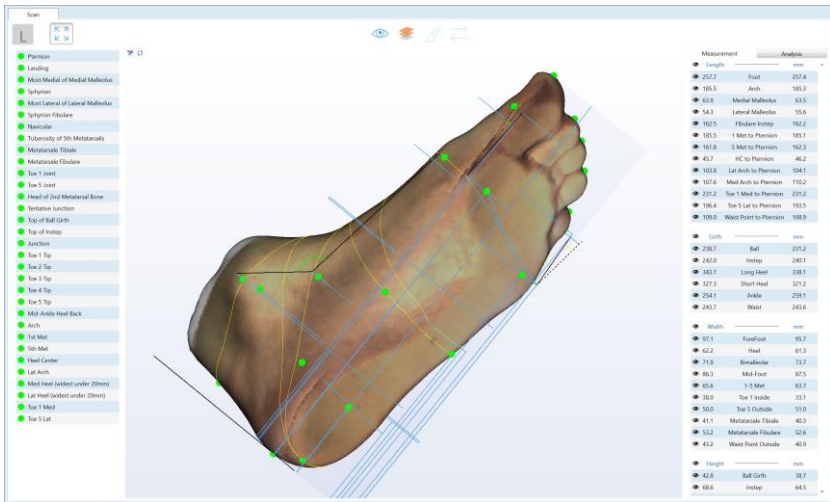 Scan
L
Pternion
Landing
Most Medial of Medial Malleolus
Sphyrion
Most Lateral of Lateral Malleolus
Sphyrion Fibulare
Navicular
Tuberosity of 5th Metatarsalis
Metatarsale Tibiale
Metatarsale Fibulare
Toe 1 Joint
Toe 5 Joint
Head of 2nd Metatarsal Bone
Tentative Junction
Top of Ball Girth
Top of Instep
Junction
Toe 1 Tip
Toe 2 Tip
Toe 3 Tip
Toe 4 Tip
Toe 5 Tip
Mid-Ankle Heel Back
Arch
1st Met
5th Met
Heel Center
Lat Arch
Med Heel (widest under 20mm)
Lat Heel (widest under 20mm)
Toe 1 Med
Toe 5 Lat
Measurement Analysis
Length mm
257.7 Foot 257.4
185.5 Arch 185.3
63.9 Medial Malleolus 63.5
54.3 Lateral Malleolus 55.6
162.5 Fibulare Instep 162.2
185.5 1 Met to Pternion 185.1
161.8 5 Met to Pternion 162.3
45.7 HC to Pternion 46.2
103.8 Lat Arch to Pternion 104.1
107.6 Med Arch to Pternion 110.2
231.2 Toe 1 Med to Pternion 231.2
196.4 Toe 5 Lat to Pternion 193.5
109.0 Waist Point to Pternion 108.9
Girth mm
238.7 Ball 231.2
242.0 Instep 240.1
343.1 Long Heel 338.1
327.3 Short Heel 321.2
254.1 Ankle 259.1
243.7 Waist 243.6
Width mm
97.1 ForeFoot 95.7
62.2 Heel 61.3
71.8 Bimalleolar 73.7
86.3 Mid-Foot 87.5
65.6 1-5 Met 63.7
38.0 Toe 1 Inside 33.1
50.0 Toe 5 Outside 51.0
41.1 Metatarsale Tibiale 40.3
53.2 Metatarsale Fibulare 52.6
43.2 Waist Point Outside 40.9
Height mm
42.8 Ball Girth 38.7
68.6 Instep 64.5